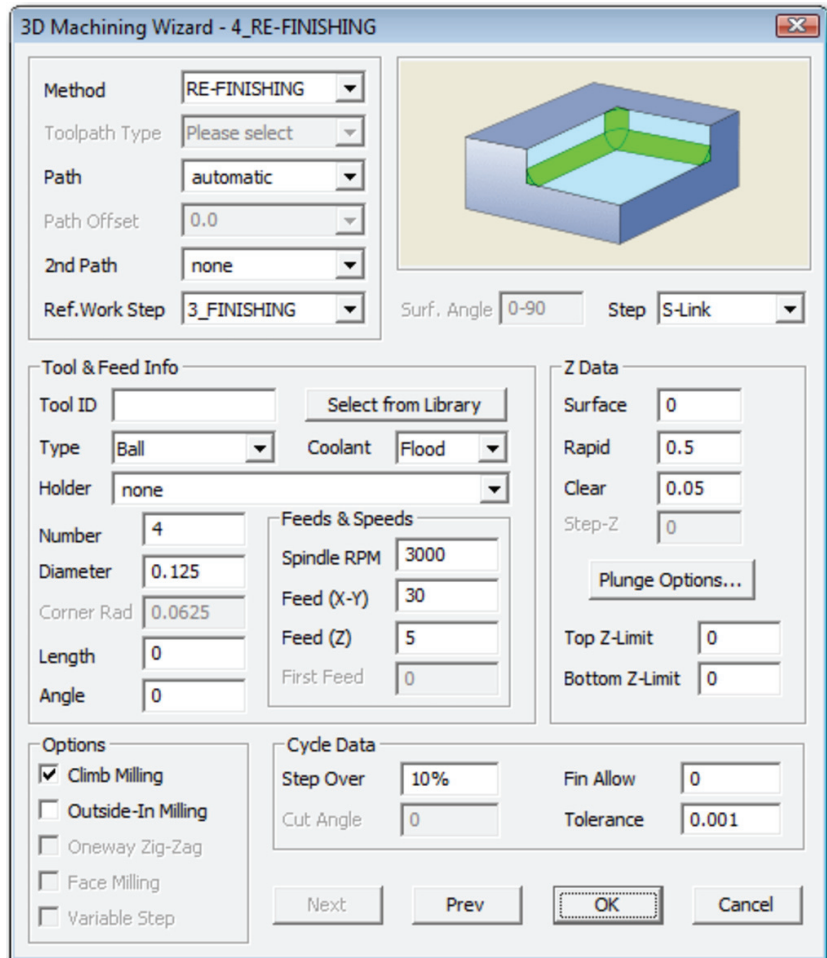 3D Machining Wizard - 4_RE-FINISHING
Method RE-FINISHING
Toolpath Type Please select
Path automatic
Path Offset 0.0
2nd Path none
Ref.Work Step 3_FINISHING
Surf. Angle 0-90 Step S-Link
Tool & Feed Info
Tool ID Select from Library
Type Ball Coolant Flood
Holder none
Number 4
Diameter 0.125
Corner Rad 0.0625
Length 0
Angle 0
Feeds & Speeds
Spindle RPM 3000
Feed (X-Y) 30
Feed (Z) 5
First Feed 0
Z Data
Surface 0
Rapid 0.5
Clear 0.05
Step-Z 0
Plunge Options...
Top Z-Limit 0
Bottom Z-Limit 0
Options
Climb Milling
Outside-In Milling
Oneway Zig-Zag
Face Milling
Variable Step
Cycle Data
Step Over 10% Fin Allow 0
Cut Angle 0 Tolerance 0.001
Next Prev OK Cancel